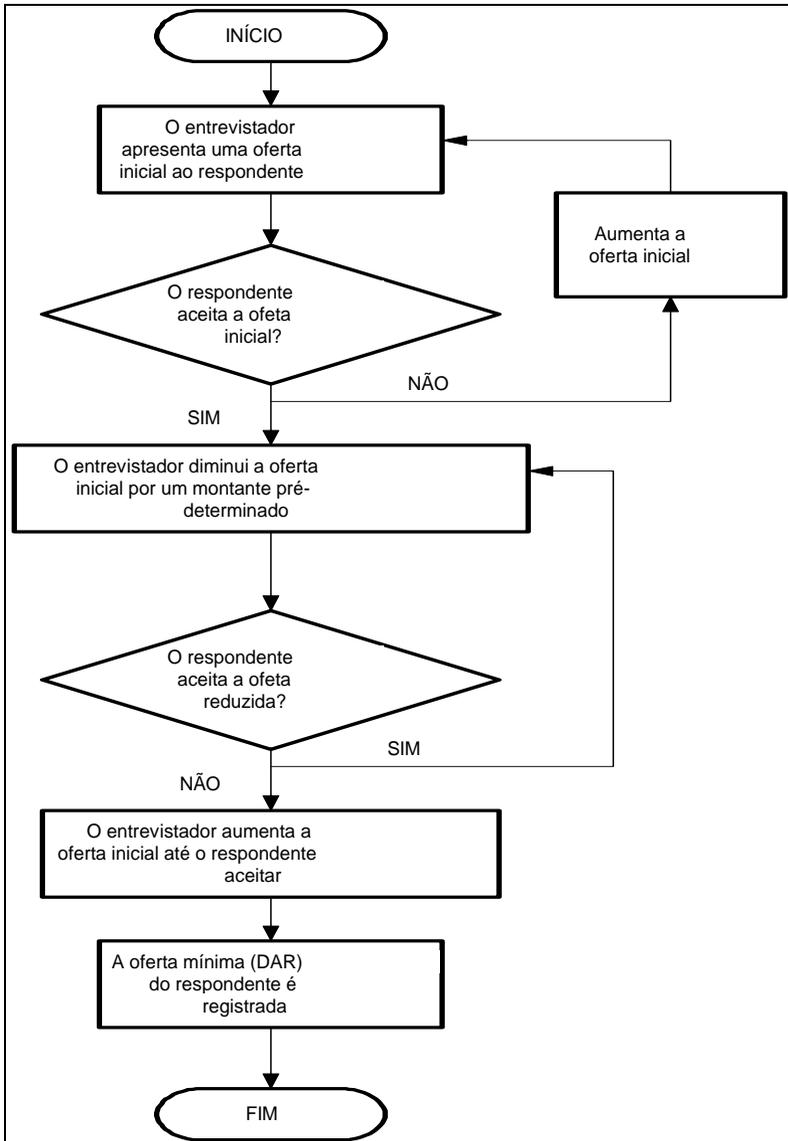 INÍCIO
O entrevistador
apresenta uma oferta
inicial ao respondente
Aumenta a
oferta inicial
O respondente
aceita a ofeta
inicial?
NÃO
SIM
O entrevistador diminui a oferta
inicial por um montante pré-
determinado
O respondente
aceita a ofeta
reduzida?
SIM
NÃO
O entrevistador aumenta a
oferta inicial até o respondente
aceitar
A oferta mínima (DAR)
do respondente é
registrada
FIM